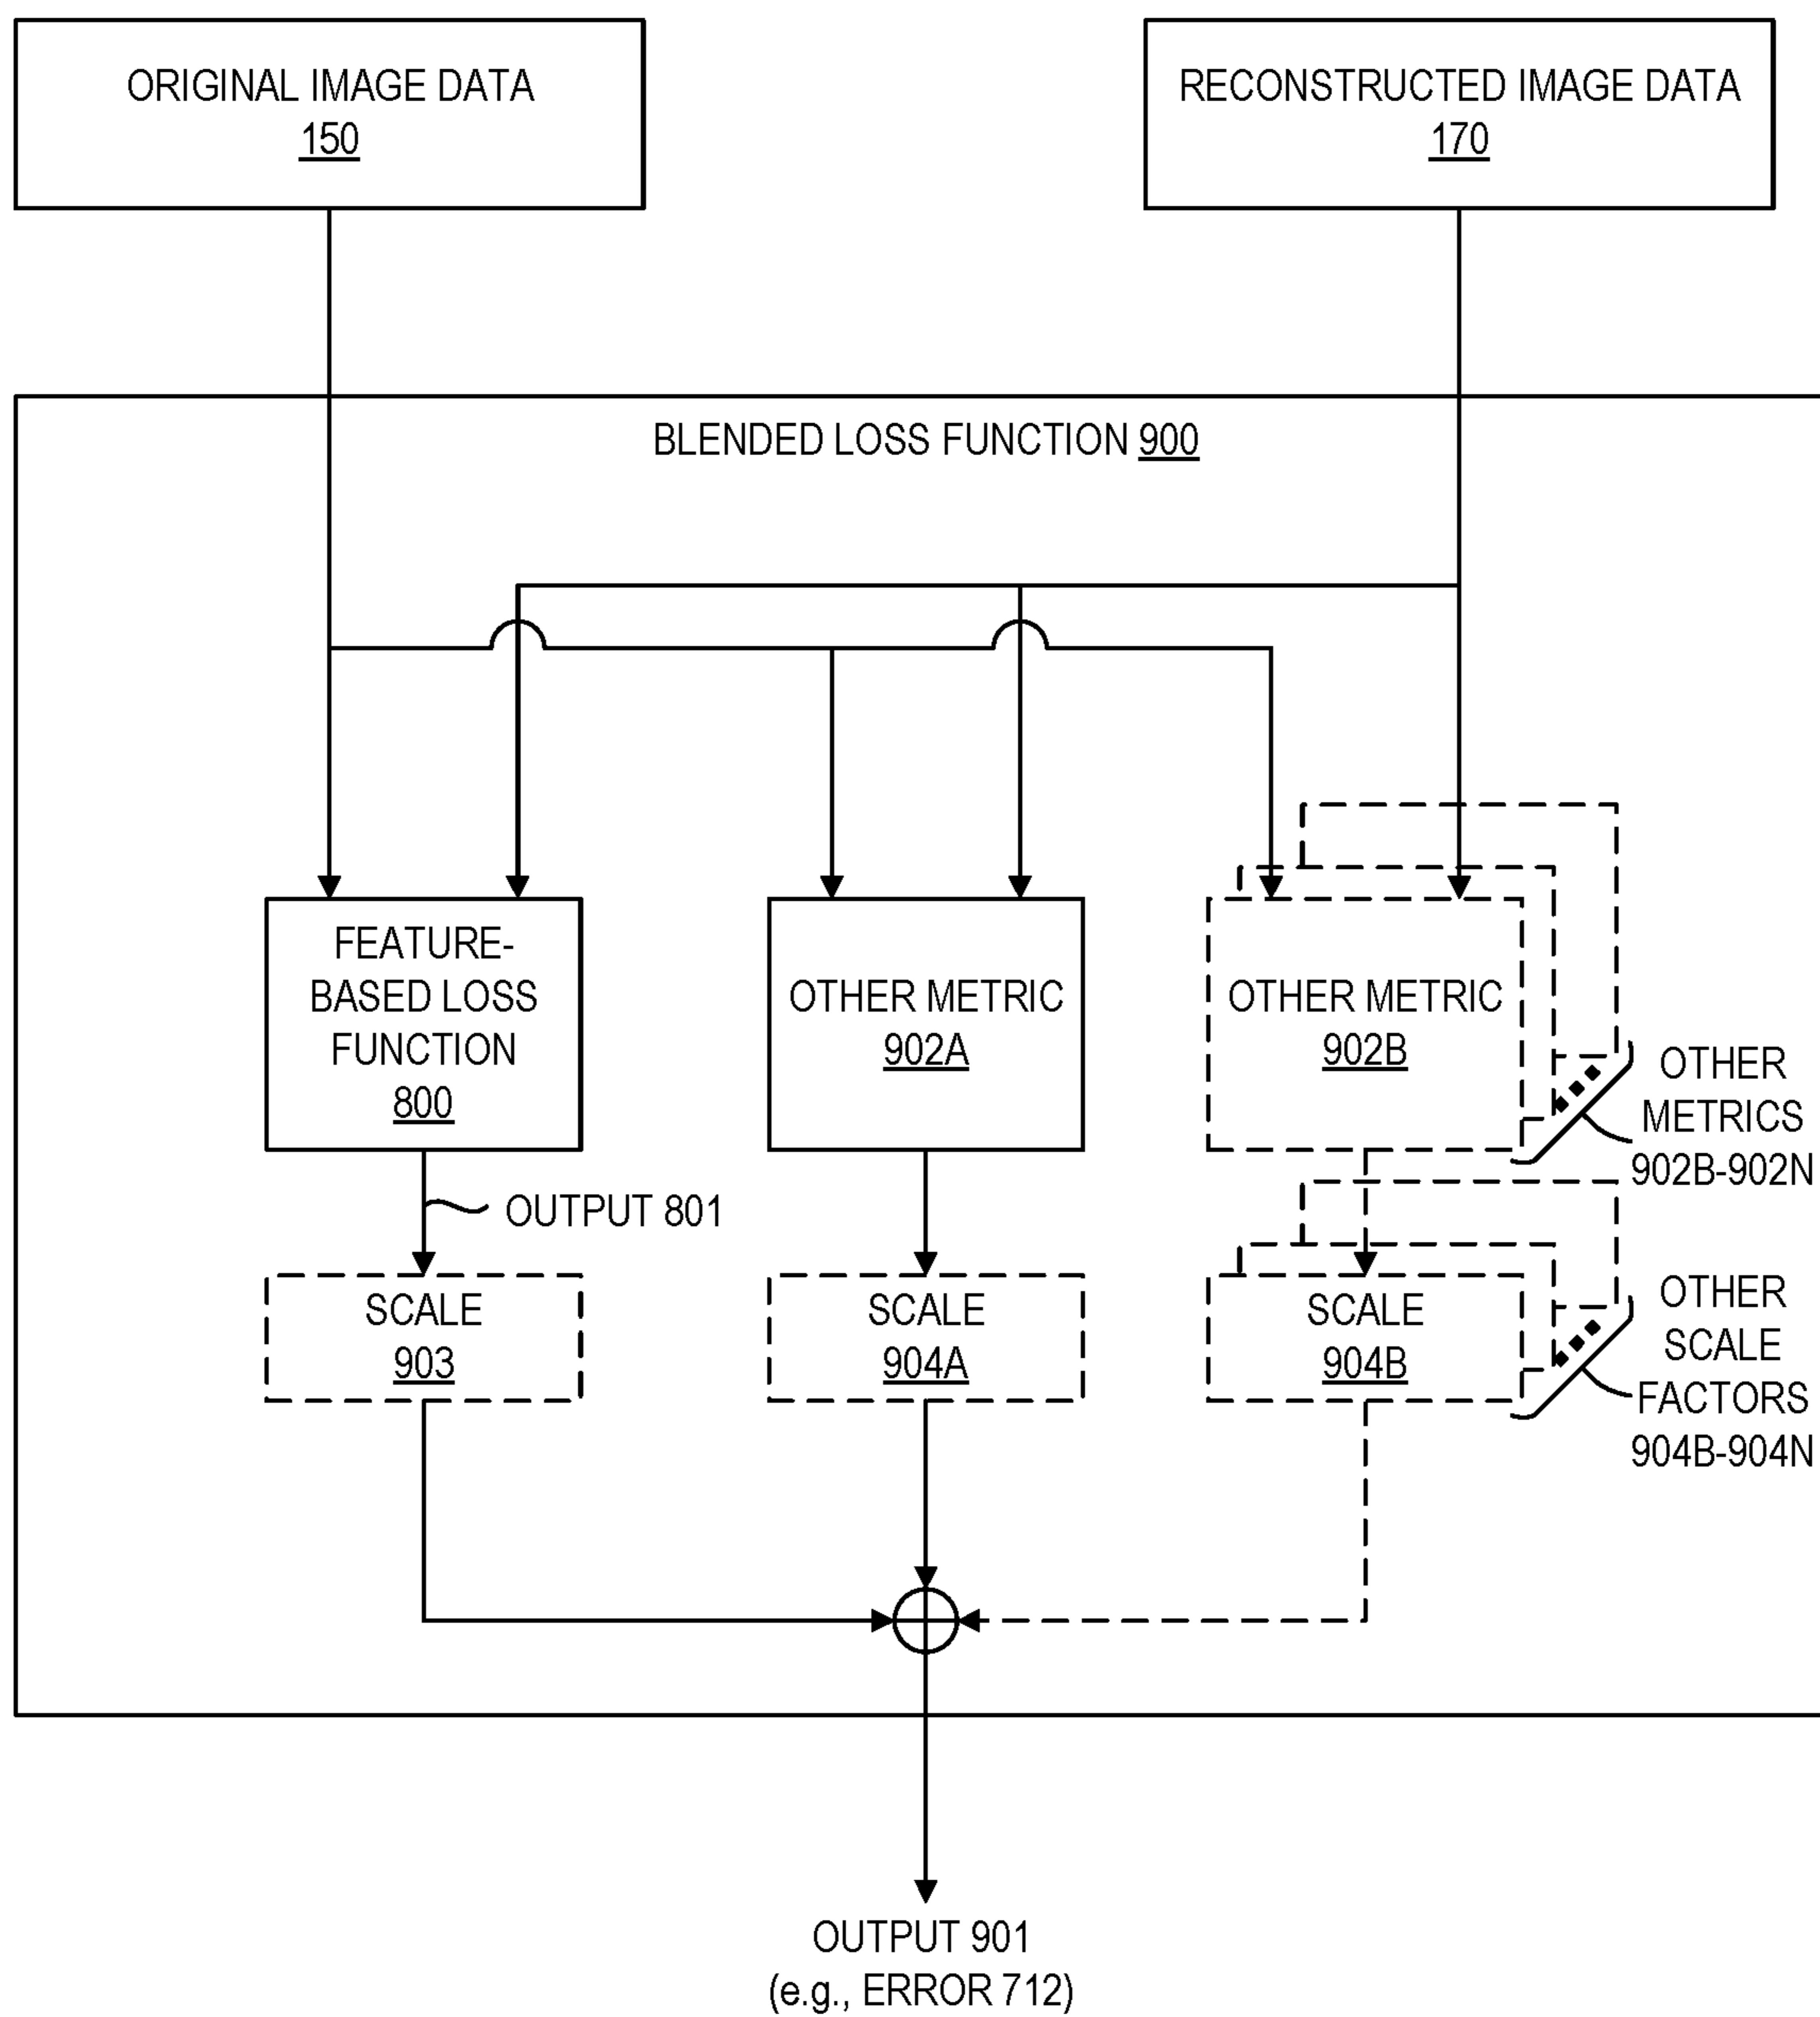 ORIGINAL IMAGE DATA
150
RECONSTRUCTED IMAGE DATA
170
BLENDED LOSS FUNCTION 900
FEATURE-
BASED LOSS
FUNCTION
800
OTHER METRIC
902A
OTHER METRIC
902B
OTHER
METRICS
902B-902N
OUTPUT 801
SCALE
903
SCALE
904A
SCALE
904B
OTHER
SCALE
FACTORS
904B-904N
OUTPUT 901
(e.g., ERROR 712)